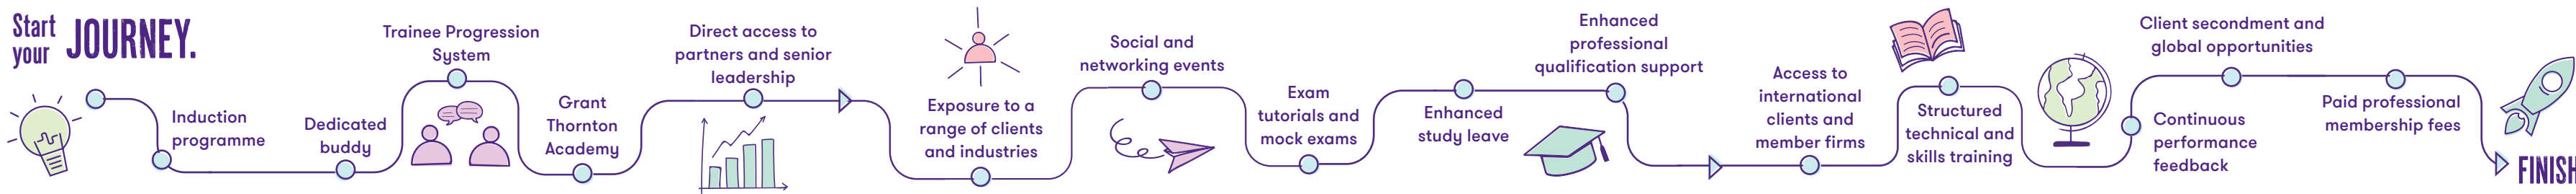 Start
your JOURNEY.
Induction
programme
Dedicated
buddy
Trainee Progression
System
Grant
Thornton
Academy
Direct access to
partners and senior
leadership
Exposure to a
range of clients
and industries
Social and
networking events
Exam
tutorials and
mock exams
Enhanced
study leave
Enhanced
professional
qualification support
Access to
international
clients and
member firms
Structured
technical and
skills training
Continuous
performance
feedback
Client secondment and
global opportunities
Paid professional
membership fees
FINISH